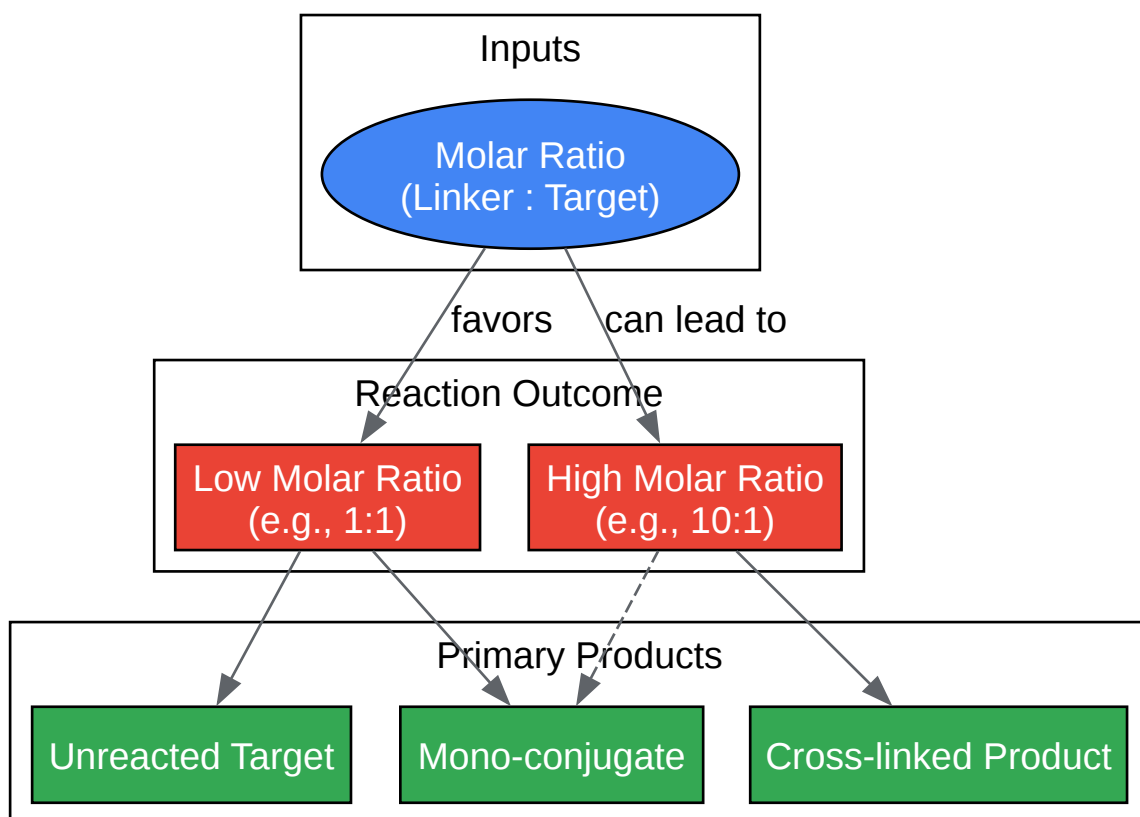 Inputs
Molar Ratio
(Linker : Target)
favors
can lead to
Reaction Outcome
Low Molar Ratio
(e.g., 1:1)
High Molar Ratio
(e.g., 10:1)
Primary Products
Unreacted Target
Mono-conjugate
Cross-linked Product